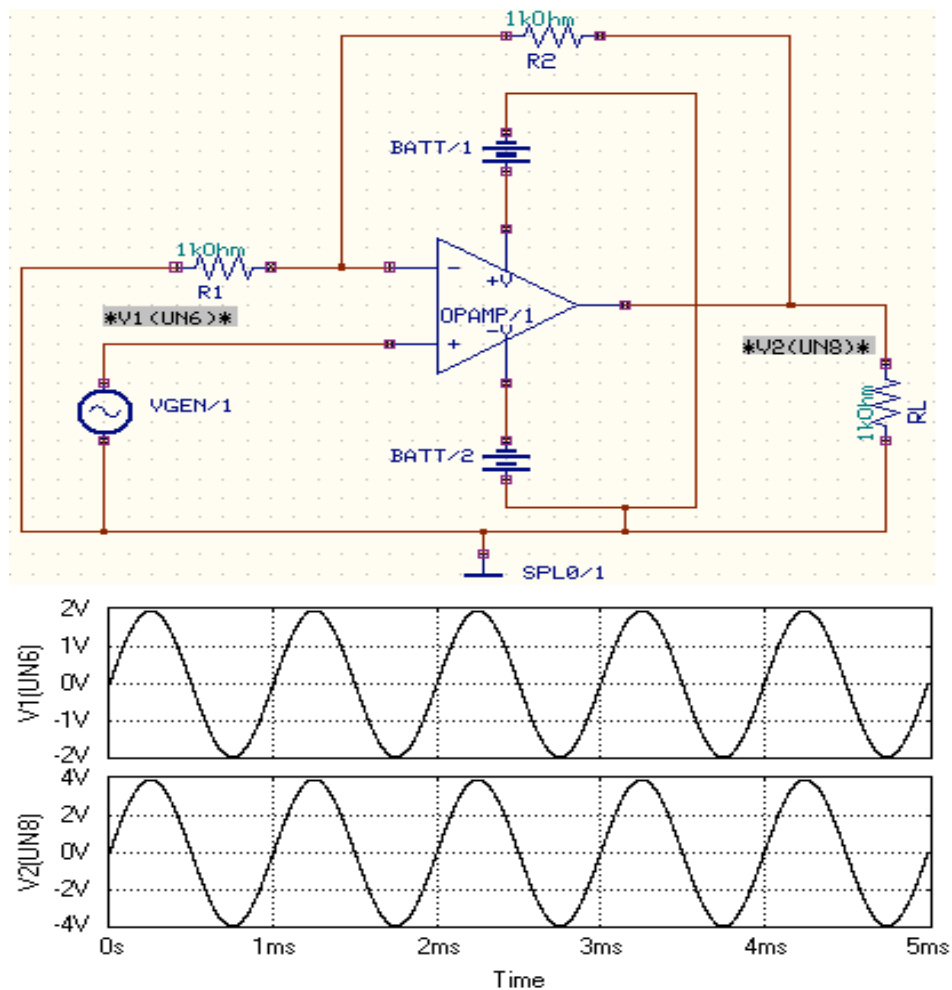 1kOhm
R2
BATT/1
1kOhm
R1
- +V
*V1(UN6)*
OPAMP/1
-V
+
*V2(UN8)*
VGEN/1
1kOhm
RL
BATT/2
SPL0/1
2V
1V
0V
-1V
-2V
V1(UN6)
4V
2V
0V
-2V
-4V
V2(UN8)
0s 1ms 2ms 3ms 4ms 5ms
Time